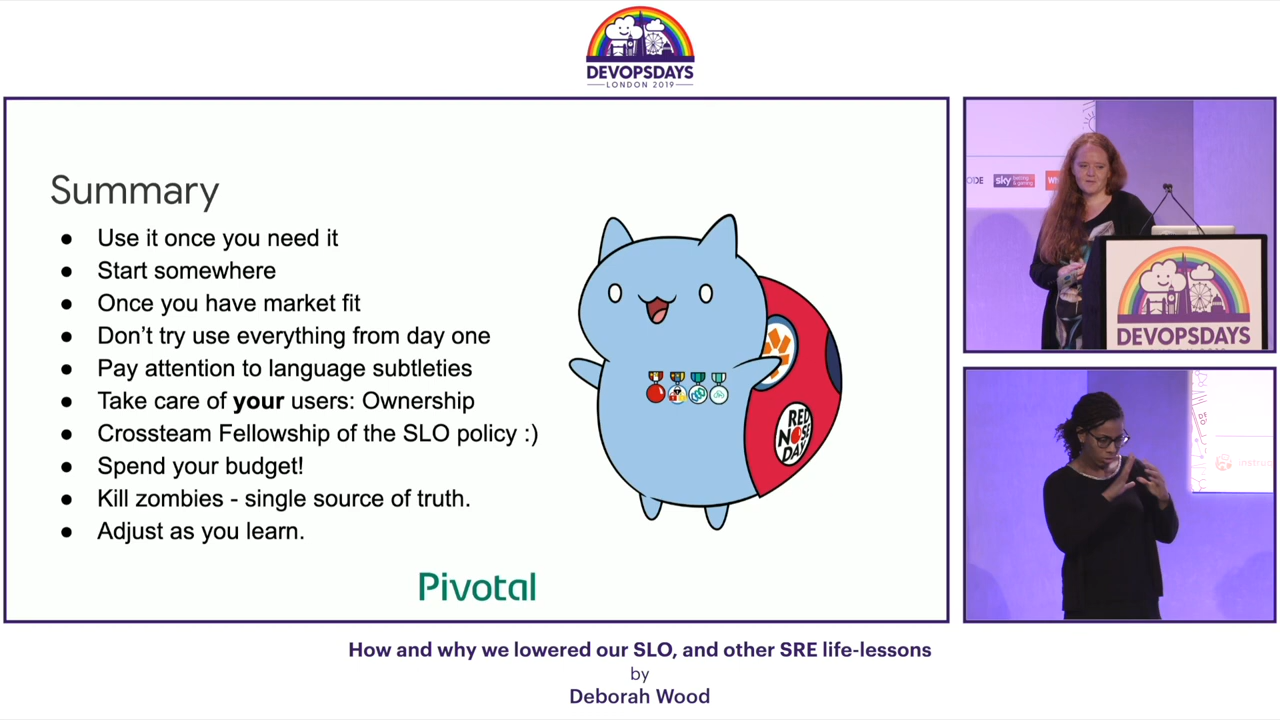 DEVOPSDAYS
LONDON 2019
Summary
● Use it once you need it
● Start somewhere
● Once you have market fit
● Don’t try use everything from day one
● Pay attention to language subtleties
● Take care of your users: Ownership
● Crossteam Fellowship of the SLO policy :)
● Spend your budget!
● Kill zombies - single source of truth.
● Adjust as you learn.
RED
NOSE
DAY
Pivotal
sky betting & gaming
DEVOPSDAYS
How and why we lowered our SLO, and other SRE life-lessons
by
Deborah Wood